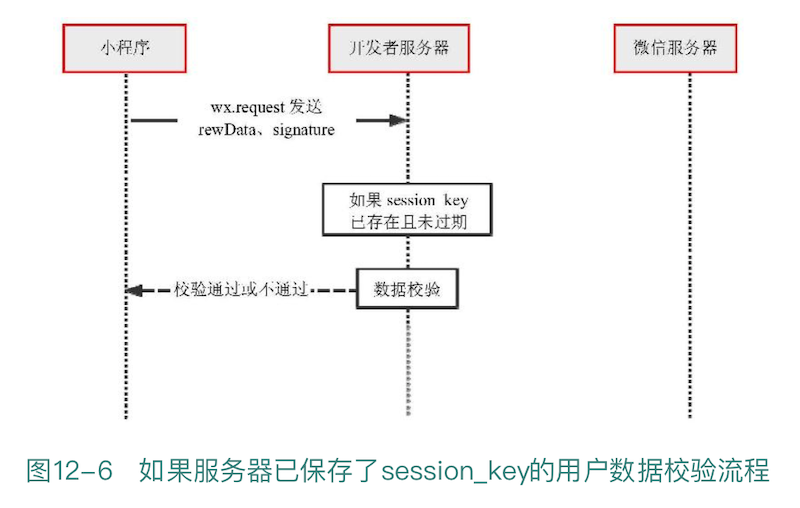 小程序
开发者服务器
微信服务器
wx.request 发送
rewData、signature
如果 session_key
已存在且未过期
校验通过或不通过
数据校验
图12-6 如果服务器已保存了session_key的用户数据校验流程